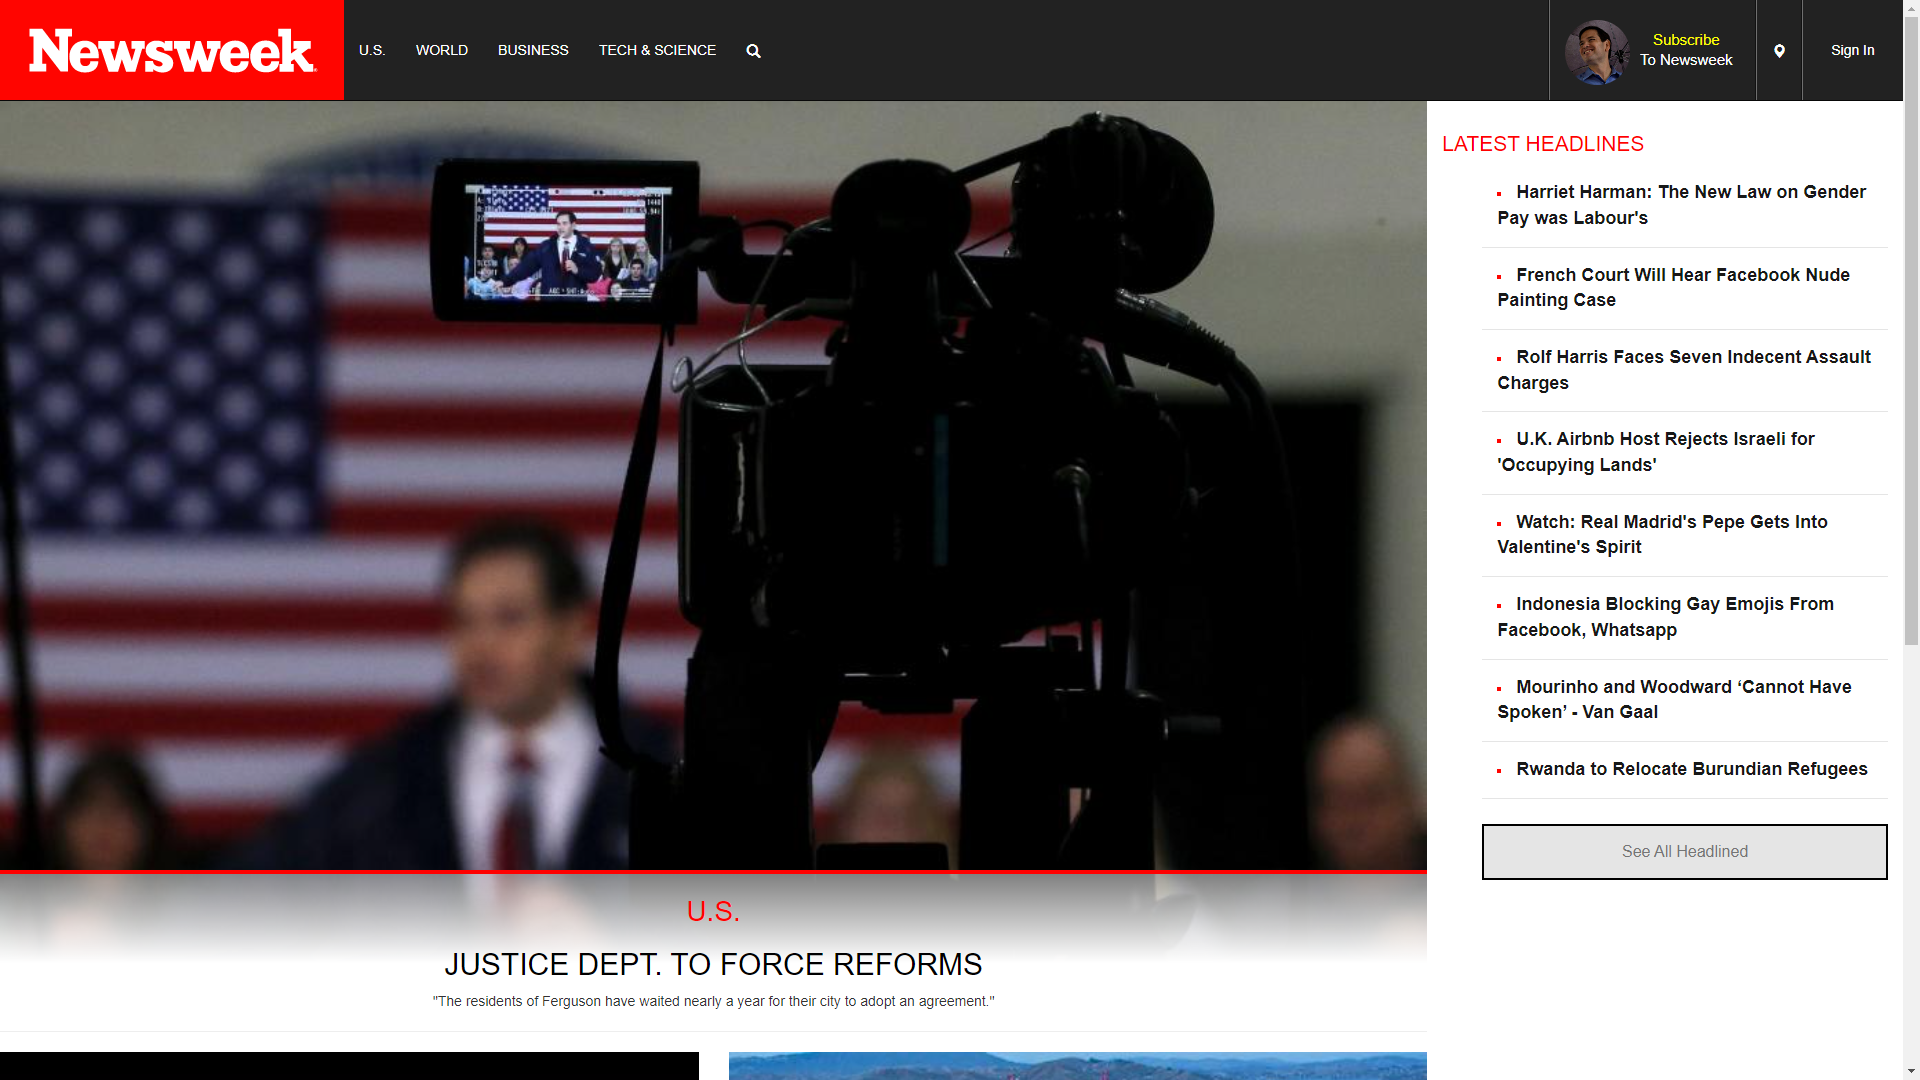 Newsweek
U.S.
WORLD
BUSINESS
TECH & SCIENCE
Subscribe
To Newsweek
Sign In
LATEST HEADLINES
Harriet Harman: The New Law on Gender
Pay was Labour's
French Court Will Hear Facebook Nude
Painting Case
Rolf Harris Faces Seven Indecent Assault
Charges
U.K. Airbnb Host Rejects Israeli for
'Occupying Lands'
Watch: Real Madrid's Pepe Gets Into
Valentine's Spirit
Indonesia Blocking Gay Emojis From
Facebook, Whatsapp
Mourinho and Woodward ‘Cannot Have
Spoken’ - Van Gaal
Rwanda to Relocate Burundian Refugees
See All Headlined
U.S.
JUSTICE DEPT. TO FORCE REFORMS
"The residents of Ferguson have waited nearly a year for their city to adopt an agreement."